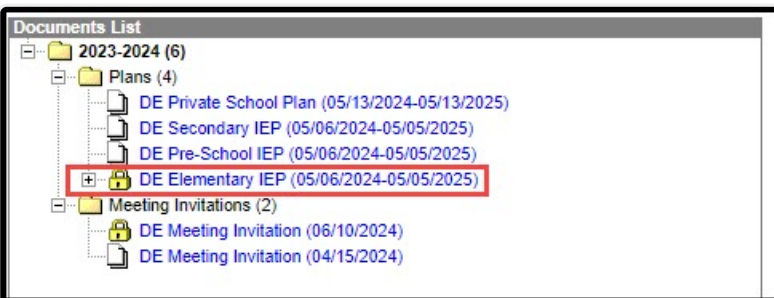 Documents List
2023-2024 (6)
Plans (4)
DE Private School Plan (05/13/2024-05/13/2025)
DE Secondary IEP (05/06/2024-05/05/2025)
DE Pre-School IEP (05/06/2024-05/05/2025)
DE Elementary IEP (05/06/2024-05/05/2025)
Meeting Invitations (2)
DE Meeting Invitation (06/10/2024)
DE Meeting Invitation (04/15/2024)